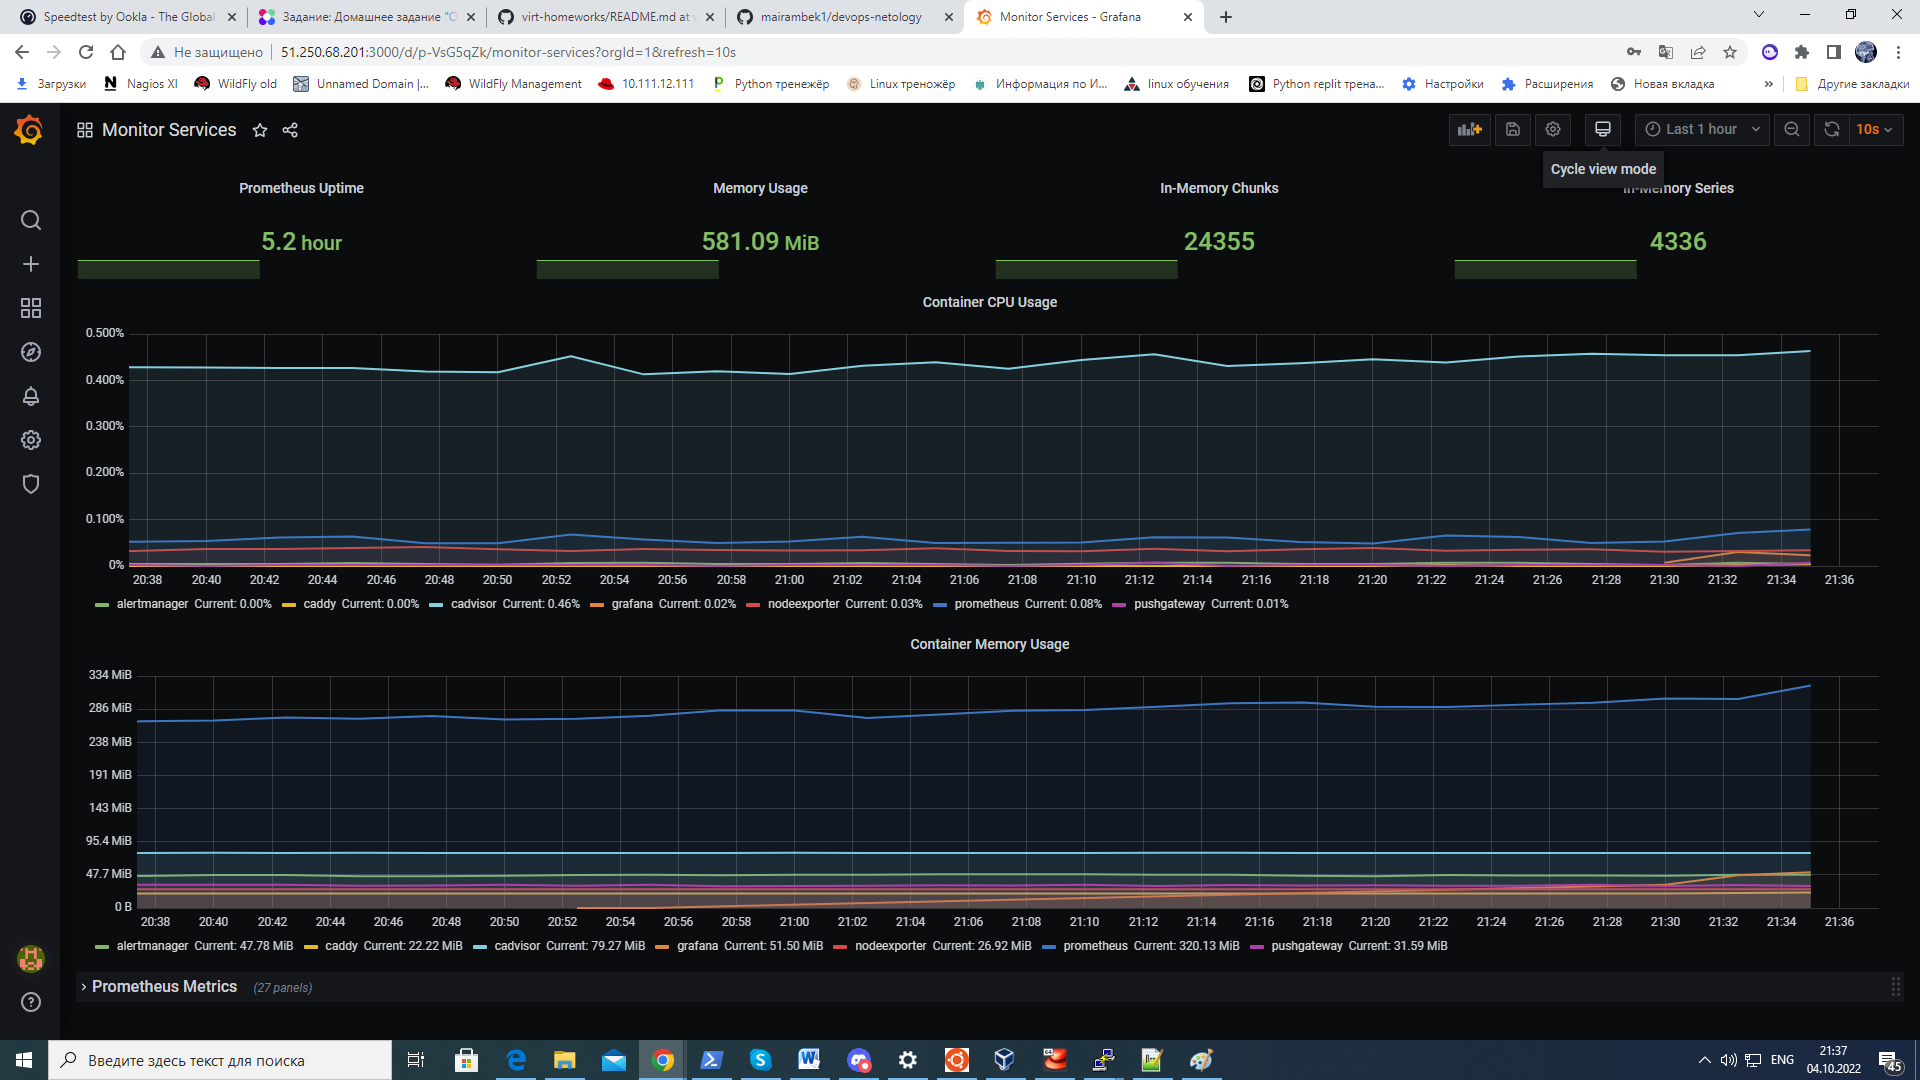 Speedtest by Ookla - The Global
Задание: Домашнее задание "О
virt-homeworks/README.md at v
mairambek1/devops-netology
Monitor Services - Grafana
Не защищено
51.250.68.201:3000/d/p-VsG5qZk/monitor-services?orgId=1&refresh=10s
Загрузки
Nagios XI
WildFly old
Unnamed Domain |...
WildFly Management
10.111.12.111
Python тренежёр
Linux треножёр
Информация по И...
linux обучения
Python replit трена...
Настройки
Расширения
Новая вкладка
»
Другие закладки
Monitor Services
Last 1 hour
10s
Cycle view mode
Prometheus Uptime
Memory Usage
In-Memory Chunks
In-Memory Series
5.2 hour
581.09 MiB
24355
4336
Container CPU Usage
0.500%
0.400%
0.300%
0.200%
0.100%
0%
20:38 20:40 20:42 20:44 20:46 20:48 20:50 20:52 20:54 20:56 20:58 21:00 21:02 21:04 21:06 21:08 21:10 21:12 21:14 21:16 21:18 21:20 21:22 21:24 21:26 21:28 21:30 21:32 21:34 21:36
alertmanager Current: 0.00% caddy Current: 0.00% cadvisor Current: 0.46% grafana Current: 0.02% nodeexporter Current: 0.03% prometheus Current: 0.08% pushgateway Current: 0.01%
Container Memory Usage
334 MiB
286 MiB
238 MiB
191 MiB
143 MiB
95.4 MiB
47.7 MiB
0 B
20:38 20:40 20:42 20:44 20:46 20:48 20:50 20:52 20:54 20:56 20:58 21:00 21:02 21:04 21:06 21:08 21:10 21:12 21:14 21:16 21:18 21:20 21:22 21:24 21:26 21:28 21:30 21:32 21:34 21:36
alertmanager Current: 47.78 MiB caddy Current: 22.22 MiB cadvisor Current: 79.27 MiB grafana Current: 51.50 MiB nodeexporter Current: 26.92 MiB prometheus Current: 320.13 MiB pushgateway Current: 31.59 MiB
Prometheus Metrics (27 panels)
Введите здесь текст для поиска
ENG
21:37
04.10.2022
45